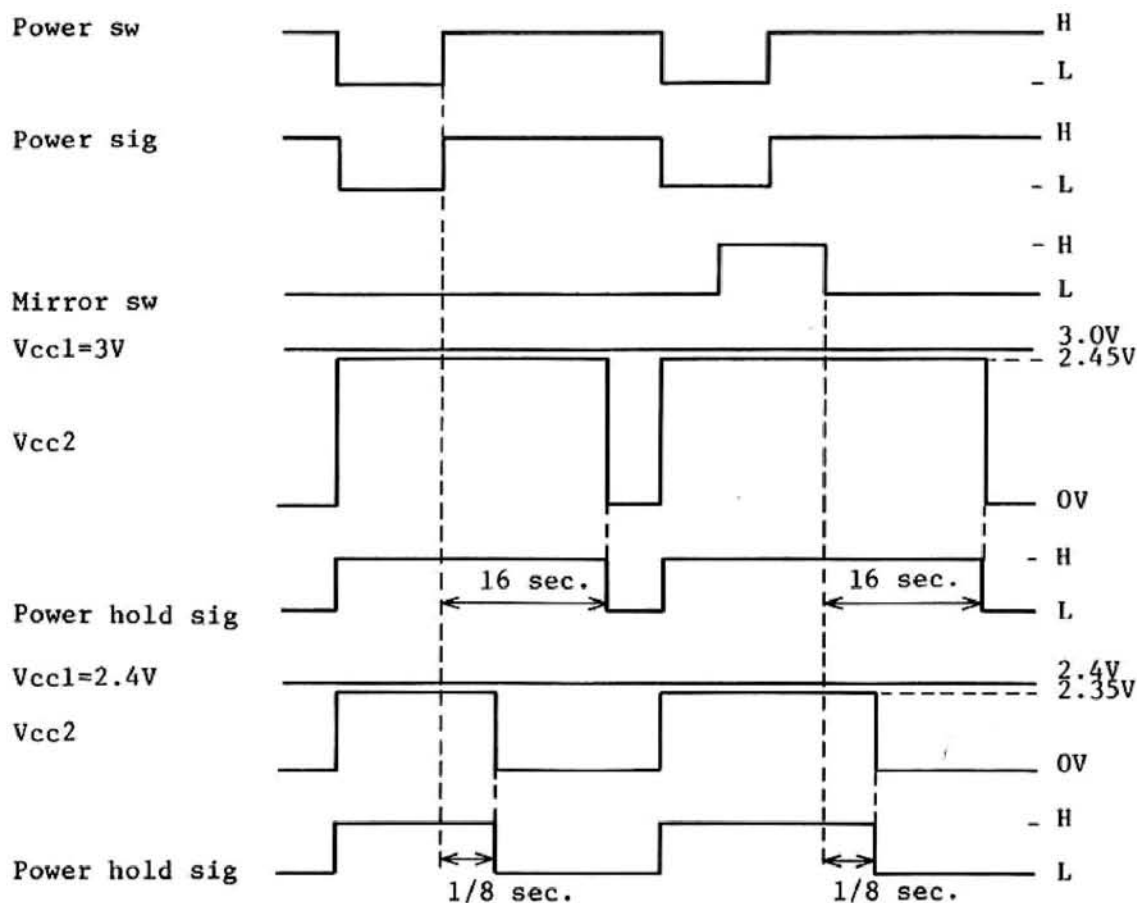 Power sw H
L
Power sig H
L
H
Mirror sw L
Vcc1=3V 3.0V
2.45V
Vcc2
0V
H
16 sec. 16 sec.
Power hold sig L
Vcc1=2.4V 2.4V
2.35V
Vcc2
0V
H
Power hold sig L
1/8 sec. 1/8 sec.